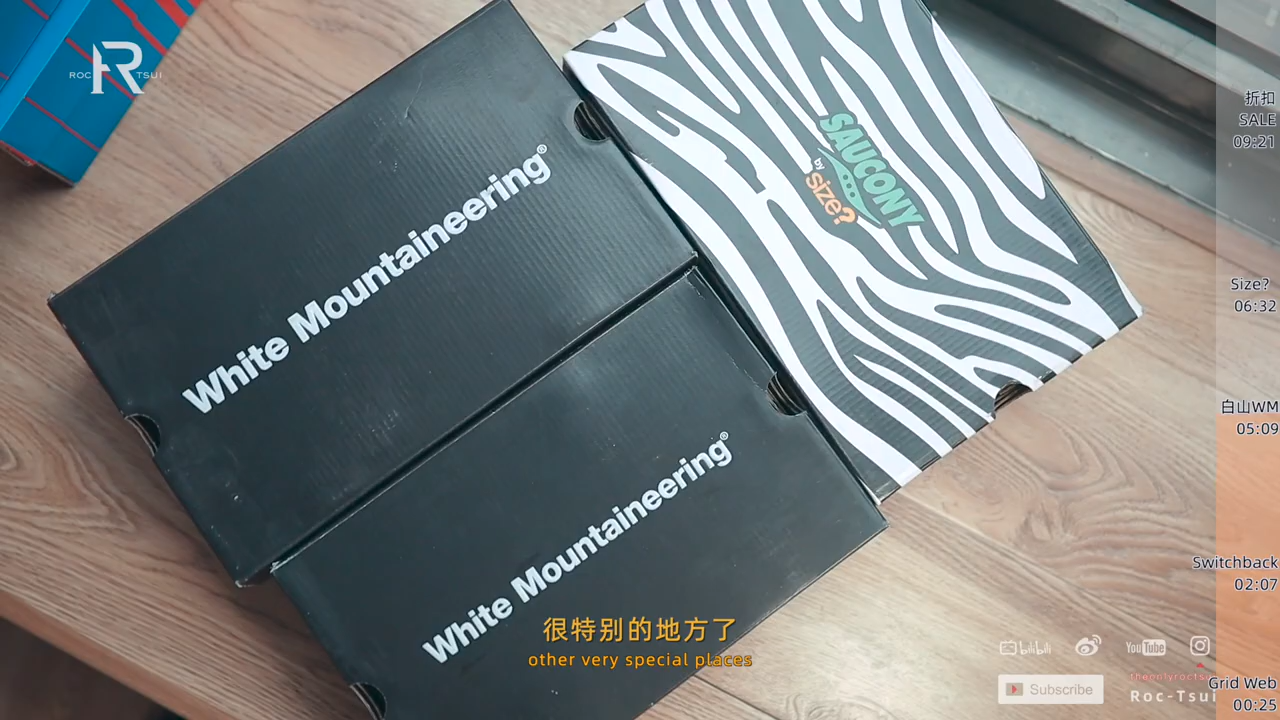 ROC R TSUI
White Mountaineering®
SAUCONY
by
size?
White Mountaineering®
折扣
SALE
09:21
Size?
06:32
白山WM
05:09
Switchback
02:07
Grid Web
00:25
很特别的地方了
other very special places
bilibili
YouTube
Subscribe
Roc-Tsui